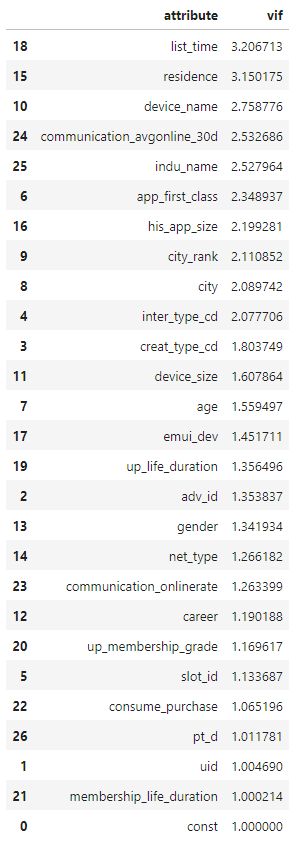 attribute vif
18 list_time 3.206713
15 residence 3.150175
10 device_name 2.758776
24 communication_avgonline_30d 2.532686
25 indu_name 2.527964
6 app_first_class 2.348937
16 his_app_size 2.199281
9 city_rank 2.110852
8 city 2.089742
4 inter_type_cd 2.077706
3 creat_type_cd 1.803749
11 device_size 1.607864
7 age 1.559497
17 emui_dev 1.451711
19 up_life_duration 1.356496
2 adv_id 1.353837
13 gender 1.341934
14 net_type 1.266182
23 communication_onlinerate 1.263399
12 career 1.190188
20 up_membership_grade 1.169617
5 slot_id 1.133687
22 consume_purchase 1.065196
26 pt_d 1.011781
1 uid 1.004690
21 membership_life_duration 1.000214
0 const 1.000000